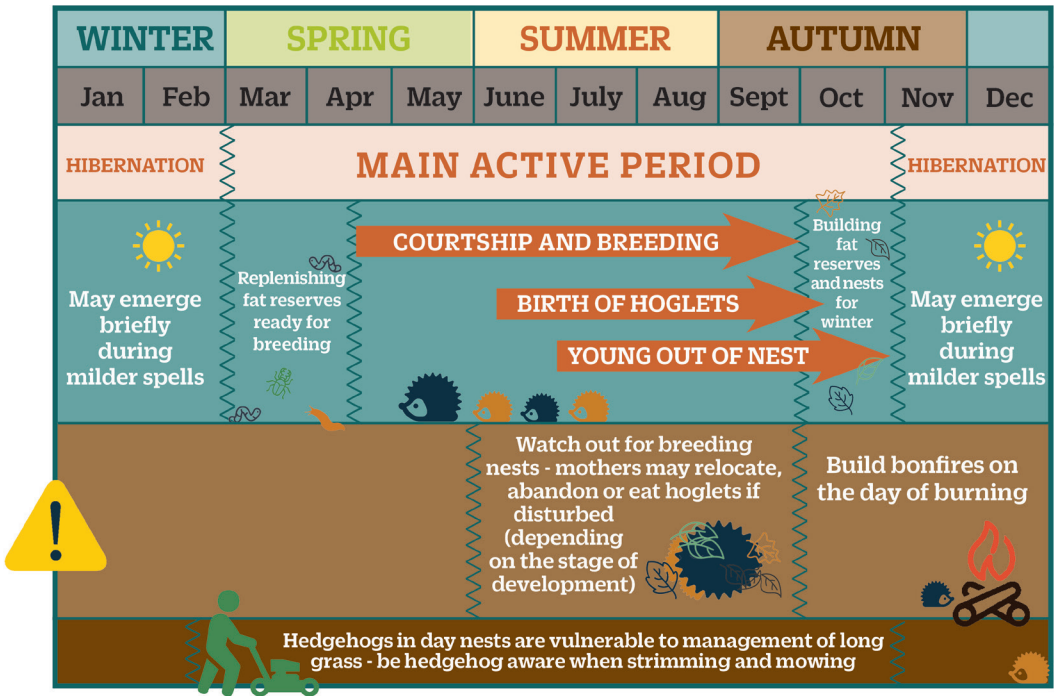 WINTER SPRING SUMMER AUTUMN
Jan Feb Mar Apr May June July Aug Sept Oct Nov Dec
HIBERNATION
MAIN ACTIVE PERIOD
HIBERNATION
May emerge
briefly
during
milder spells
Replenishing
fat reserves
ready for
breeding
COURTSHIP AND BREEDING
BIRTH OF HOGLETS
YOUNG OUT OF NEST
Building
fat
reserves
and nests
for
winter
May emerge
briefly
during
milder spells
!
Watch out for breeding
nests - mothers may relocate,
abandon or eat hoglets if
disturbed
(depending
on the stage of
development)
Build bonfires on
the day of burning
Hedgehogs in day nests are vulnerable to management of long
grass - be hedgehog aware when strimming and mowing